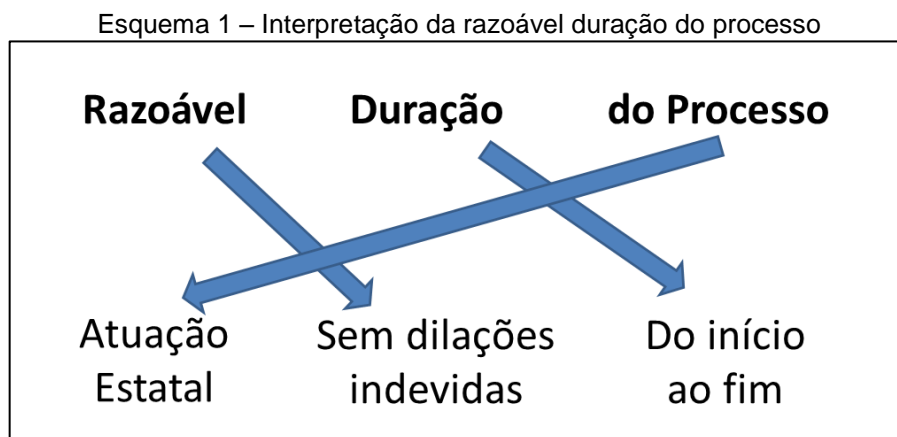 Esquema 1 – Interpretação da razoável duração do processo
Razoável Duração do Processo
Atuação Sem dilações Do início
Estatal indevidas ao fim